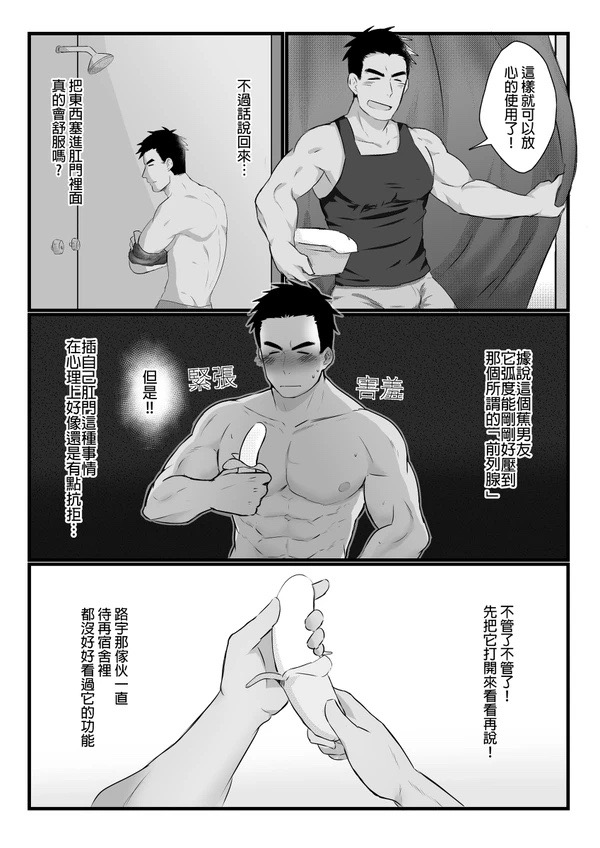 這樣就可以放
心的使用了！
不過話說回來…
把東西塞進肛門裡面
真的會舒服嗎？
據說這個蕉男友
它弧度能剛剛好壓到
那個所謂的「前列腺」
害羞
緊張
但是!!
插自己肛門這種事情
在心理上好像還是有點抗拒…
不管了不管了！
先把它打開來看看再說！
路宇那傢伙一直
待再宿舍裡
都沒好好看過它的功能